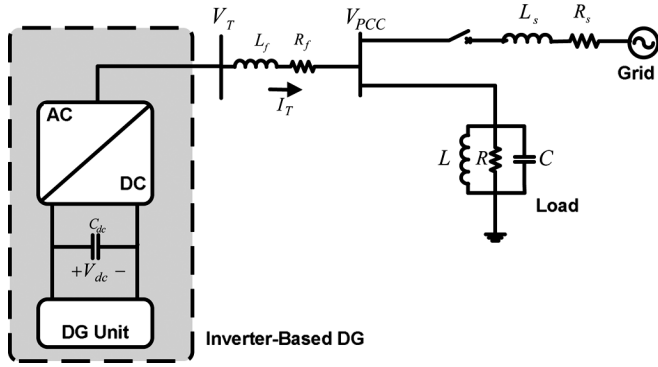 V_T
L_f
R_f
I_T
V_PCC
L_s
R_s
Grid
AC
DC
C_dc
+V_dc −
DG Unit
Inverter-Based DG
L
R
C
Load